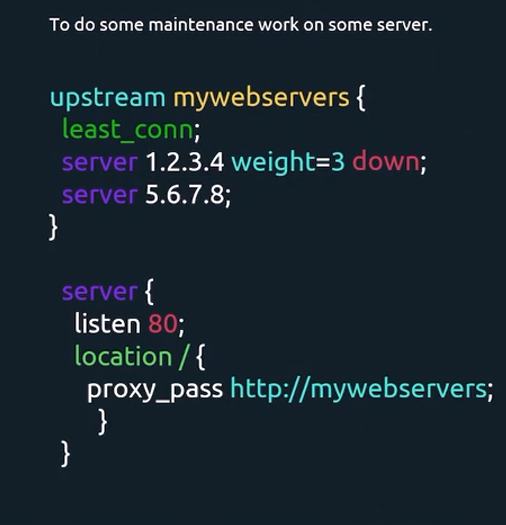 To do some maintenance work on some server.
upstream mywebservers {
least_conn;
server 1.2.3.4 weight=3 down;
server 5.6.7.8;
}
server {
listen 80;
location / {
proxy_pass http://mywebservers;
}
}